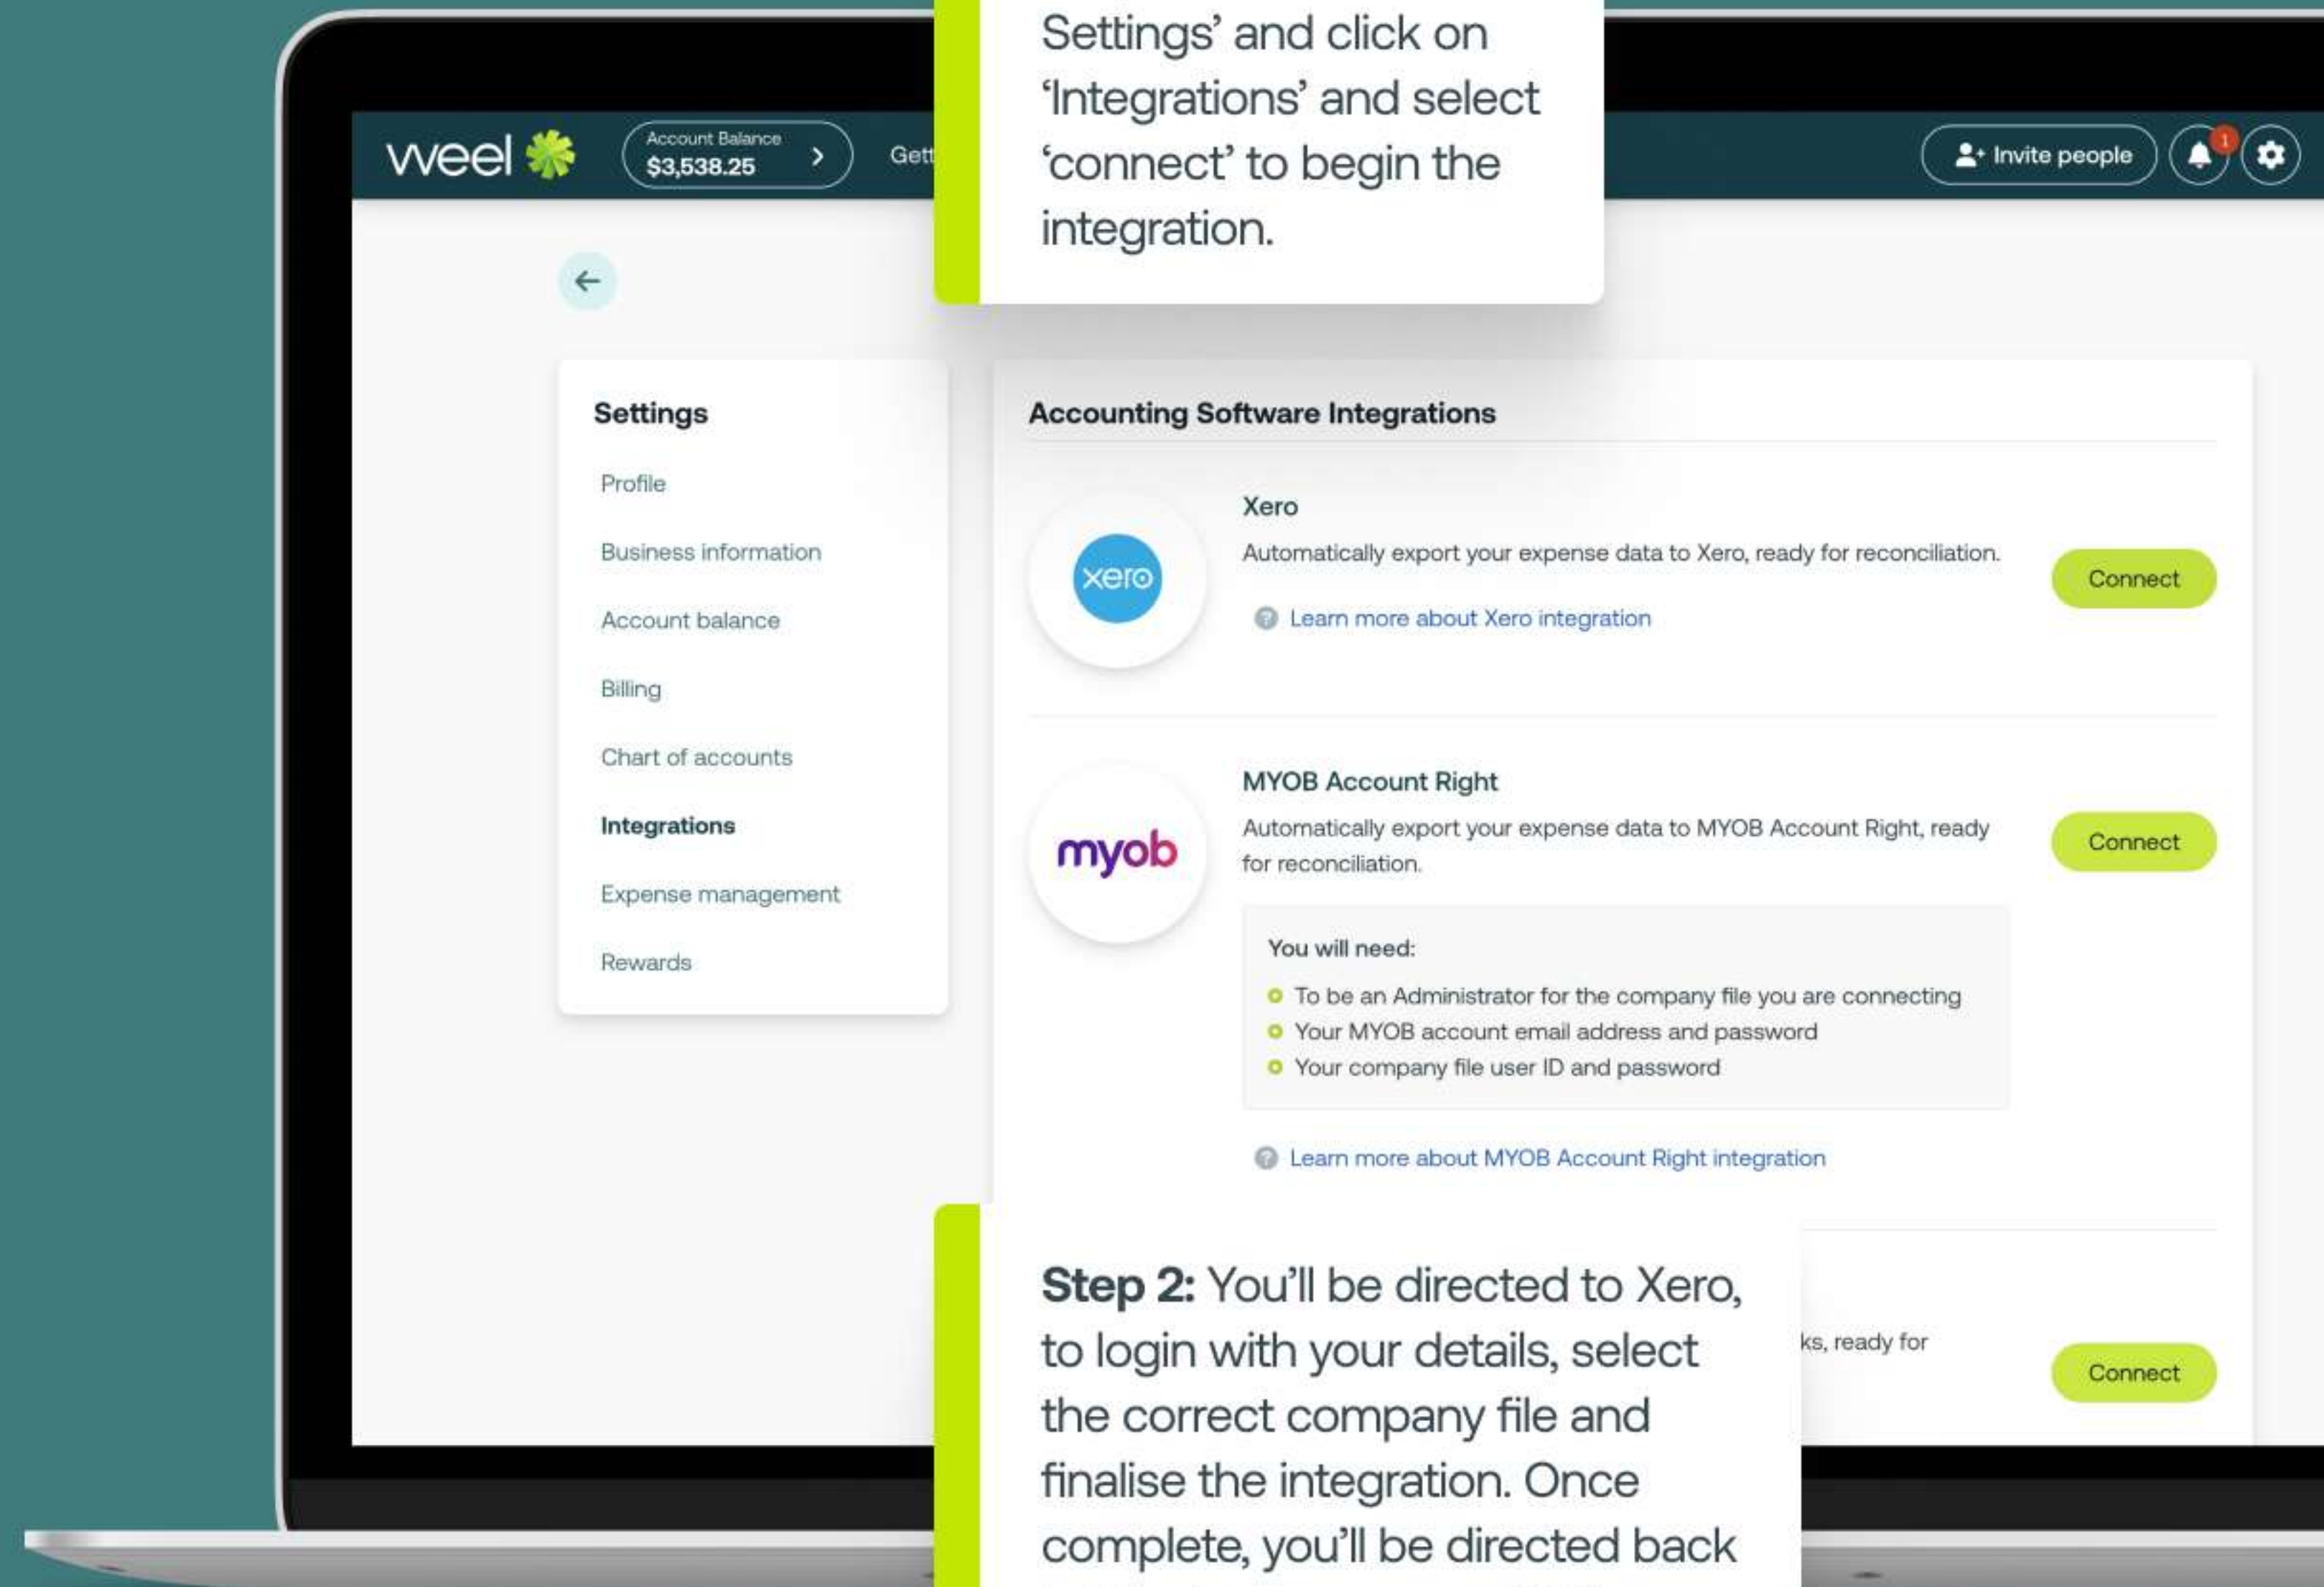 Settings’ and click on
‘Integrations’ and select
‘connect’ to begin the
integration.
weel
Account Balance
$3,538.25
Gett
Invite people
1
Settings
Profile
Business information
Account balance
Billing
Chart of accounts
Integrations
Expense management
Rewards
Accounting Software Integrations
xero
Xero
Automatically export your expense data to Xero, ready for reconciliation.
Learn more about Xero integration
Connect
myob
MYOB Account Right
Automatically export your expense data to MYOB Account Right, ready
for reconciliation.
Connect
You will need:
To be an Administrator for the company file you are connecting
Your MYOB account email address and password
Your company file user ID and password
Learn more about MYOB Account Right integration
ks, ready for
Connect
Step 2: You’ll be directed to Xero,
to login with your details, select
the correct company file and
finalise the integration. Once
complete, you’ll be directed back